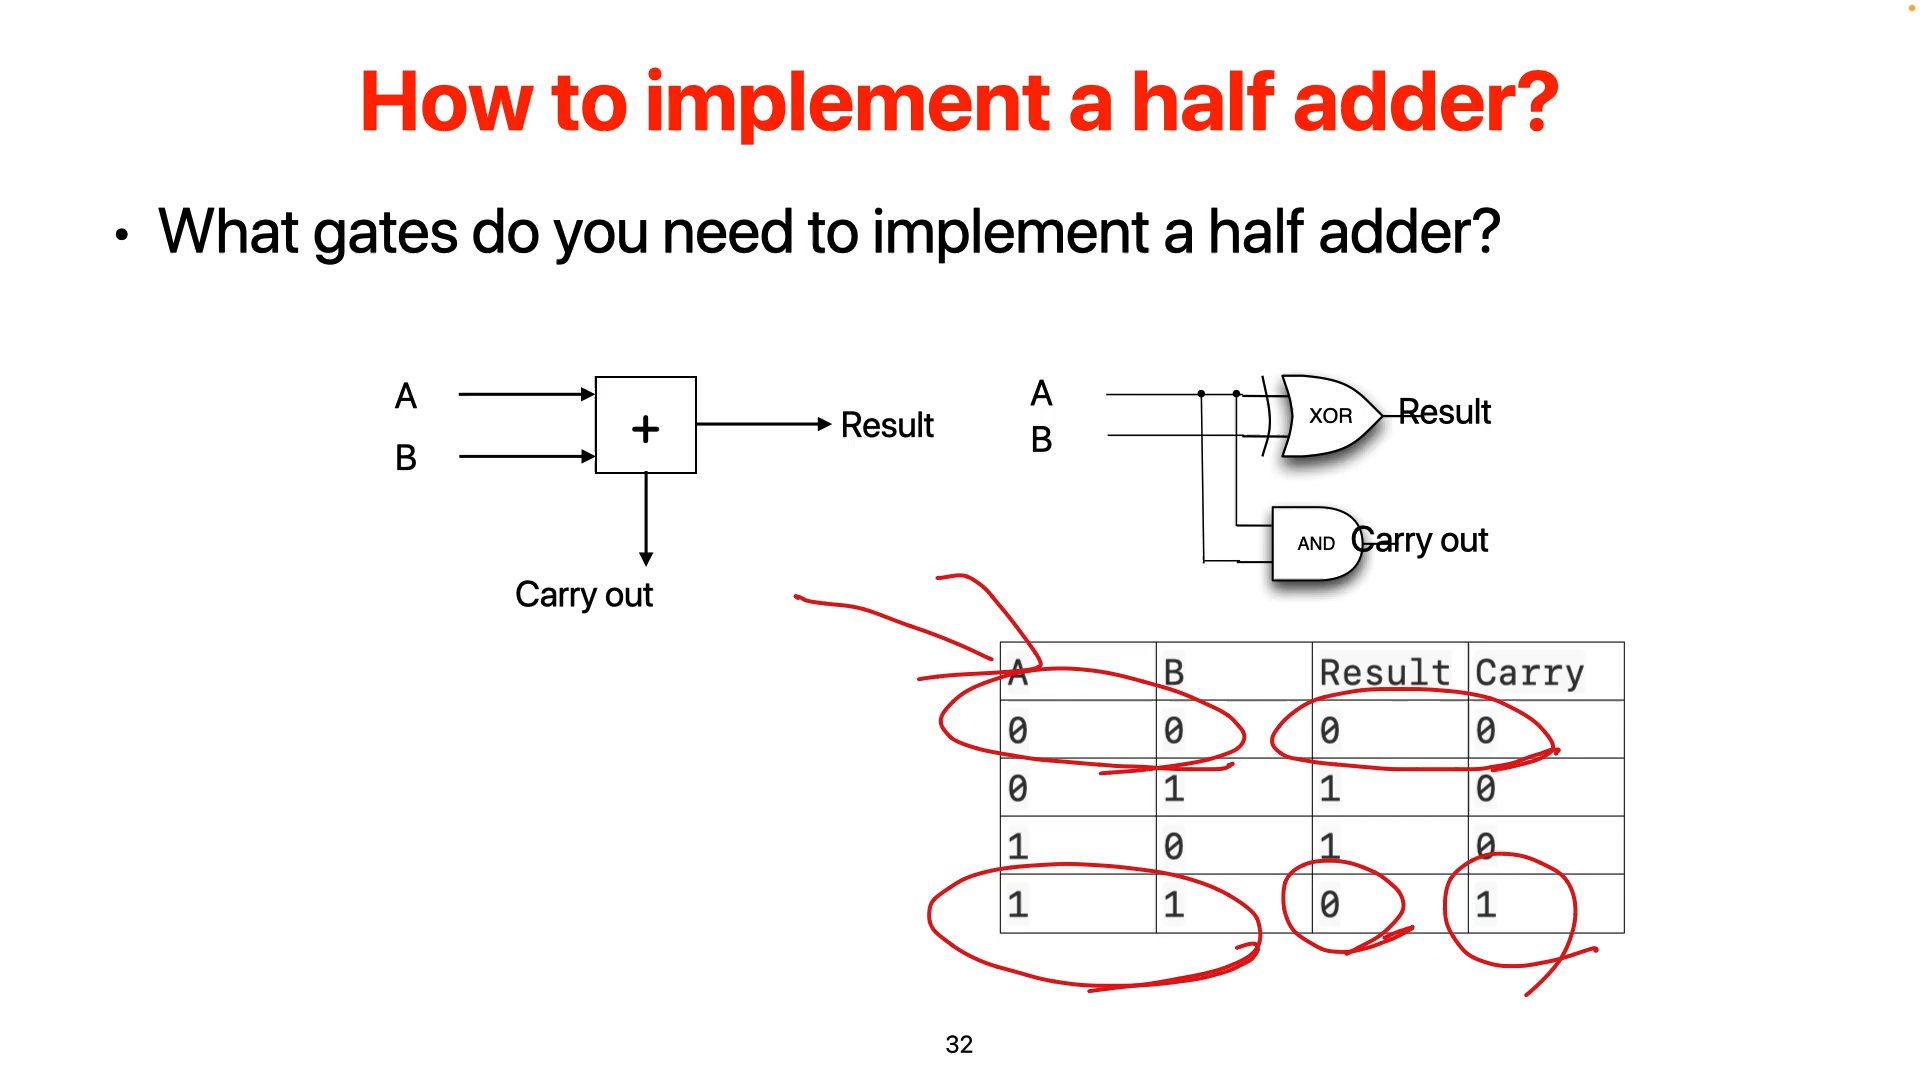 How to implement a half adder?
• What gates do you need to implement a half adder?
A
B
+
Result
Carry out
A
B
XOR
Result
AND
Carry out
A B Result Carry
0 0 0 0
0 1 1 0
1 0 1 0
1 1 0 1
32